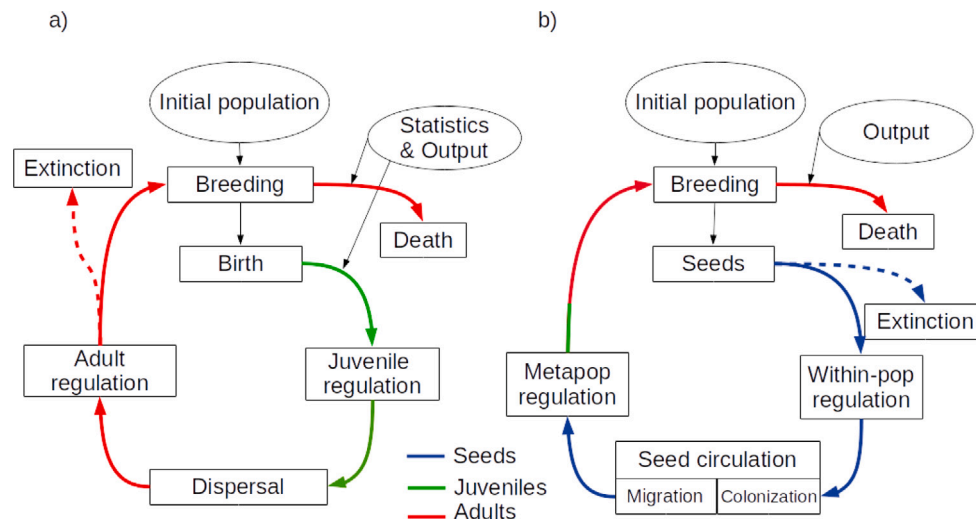 a)
Initial population
Statistics
& Output
Extinction
Breeding
Death
Birth
Adult
regulation
Juvenile
regulation
Dispersal
Seeds
Juveniles
Adults
b)
Initial population
Output
Breeding
Death
Seeds
Extinction
Metapop
regulation
Within-pop
regulation
Seed circulation
Migration
Colonization